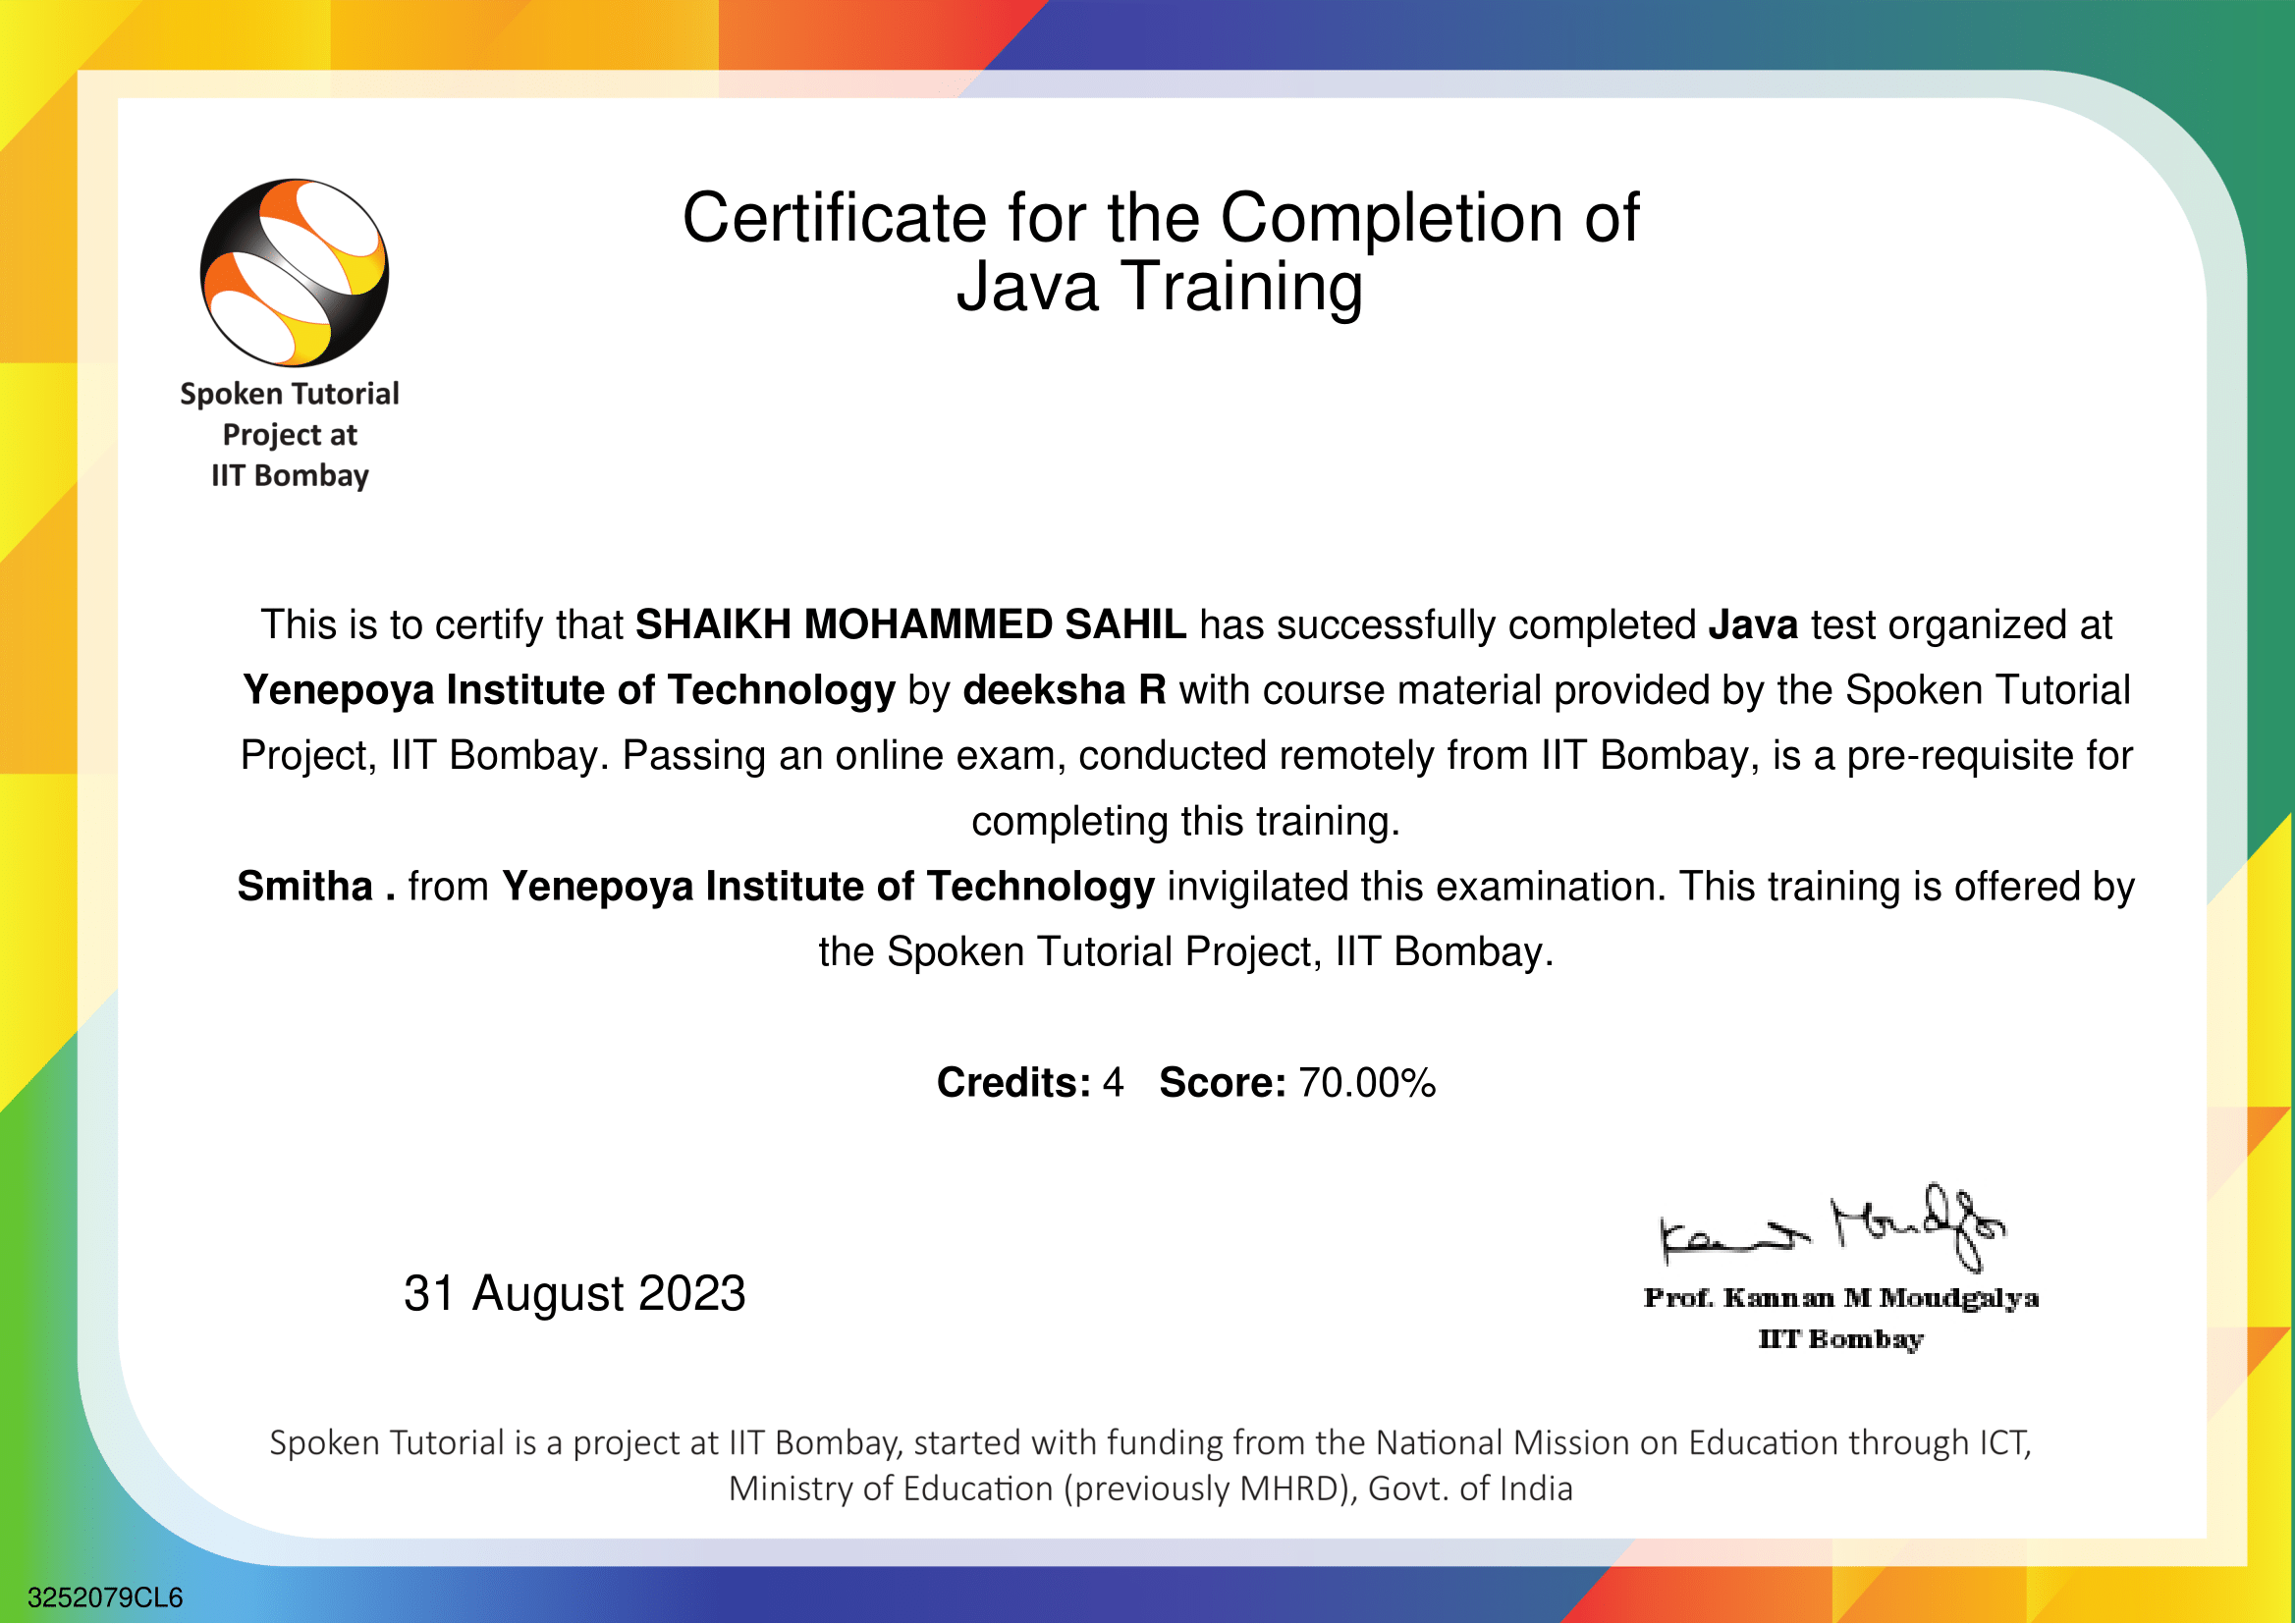 Certificate for the Completion of
Java Training
Spoken Tutorial
Project at
IIT Bombay
This is to certify that SHAIKH MOHAMMED SAHIL has successfully completed Java test organized at
Yenepoya Institute of Technology by deeksha R with course material provided by the Spoken Tutorial
Project, IIT Bombay. Passing an online exam, conducted remotely from IIT Bombay, is a pre-requisite for
completing this training.
Smitha . from Yenepoya Institute of Technology invigilated this examination. This training is offered by
the Spoken Tutorial Project, IIT Bombay.
Credits: 4 Score: 70.00%
31 August 2023
Prof. Kannan M Moudgalya
IIT Bombay
Spoken Tutorial is a project at IIT Bombay, started with funding from the National Mission on Education through ICT,
Ministry of Education (previously MHRD), Govt. of India
3252079CL6